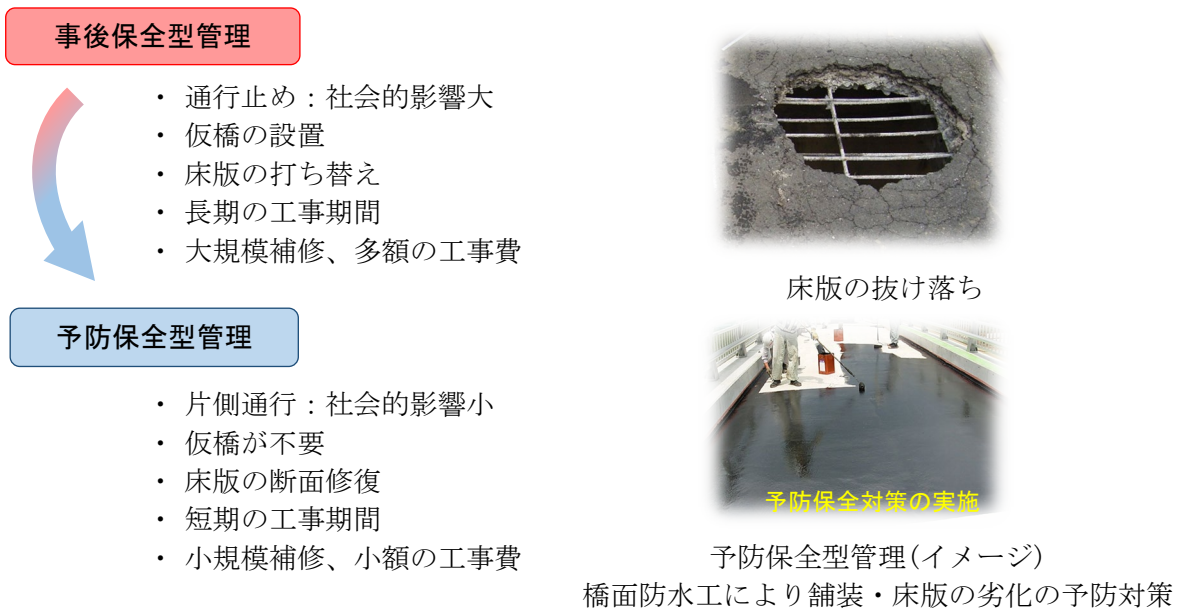 事後保全型管理
・ 通行止め：社会的影響大
・ 仮橋の設置
・ 床版の打ち替え
・ 長期の工事期間
・ 大規模補修、多額の工事費
床版の抜け落ち
予防保全型管理
・ 片側通行：社会的影響小
・ 仮橋が不要
・ 床版の断面修復
・ 短期の工事期間
・ 小規模補修、小額の工事費
予防保全対策の実施
予防保全型管理(イメージ)
橋面防水工により舗装・床版の劣化の予防対策